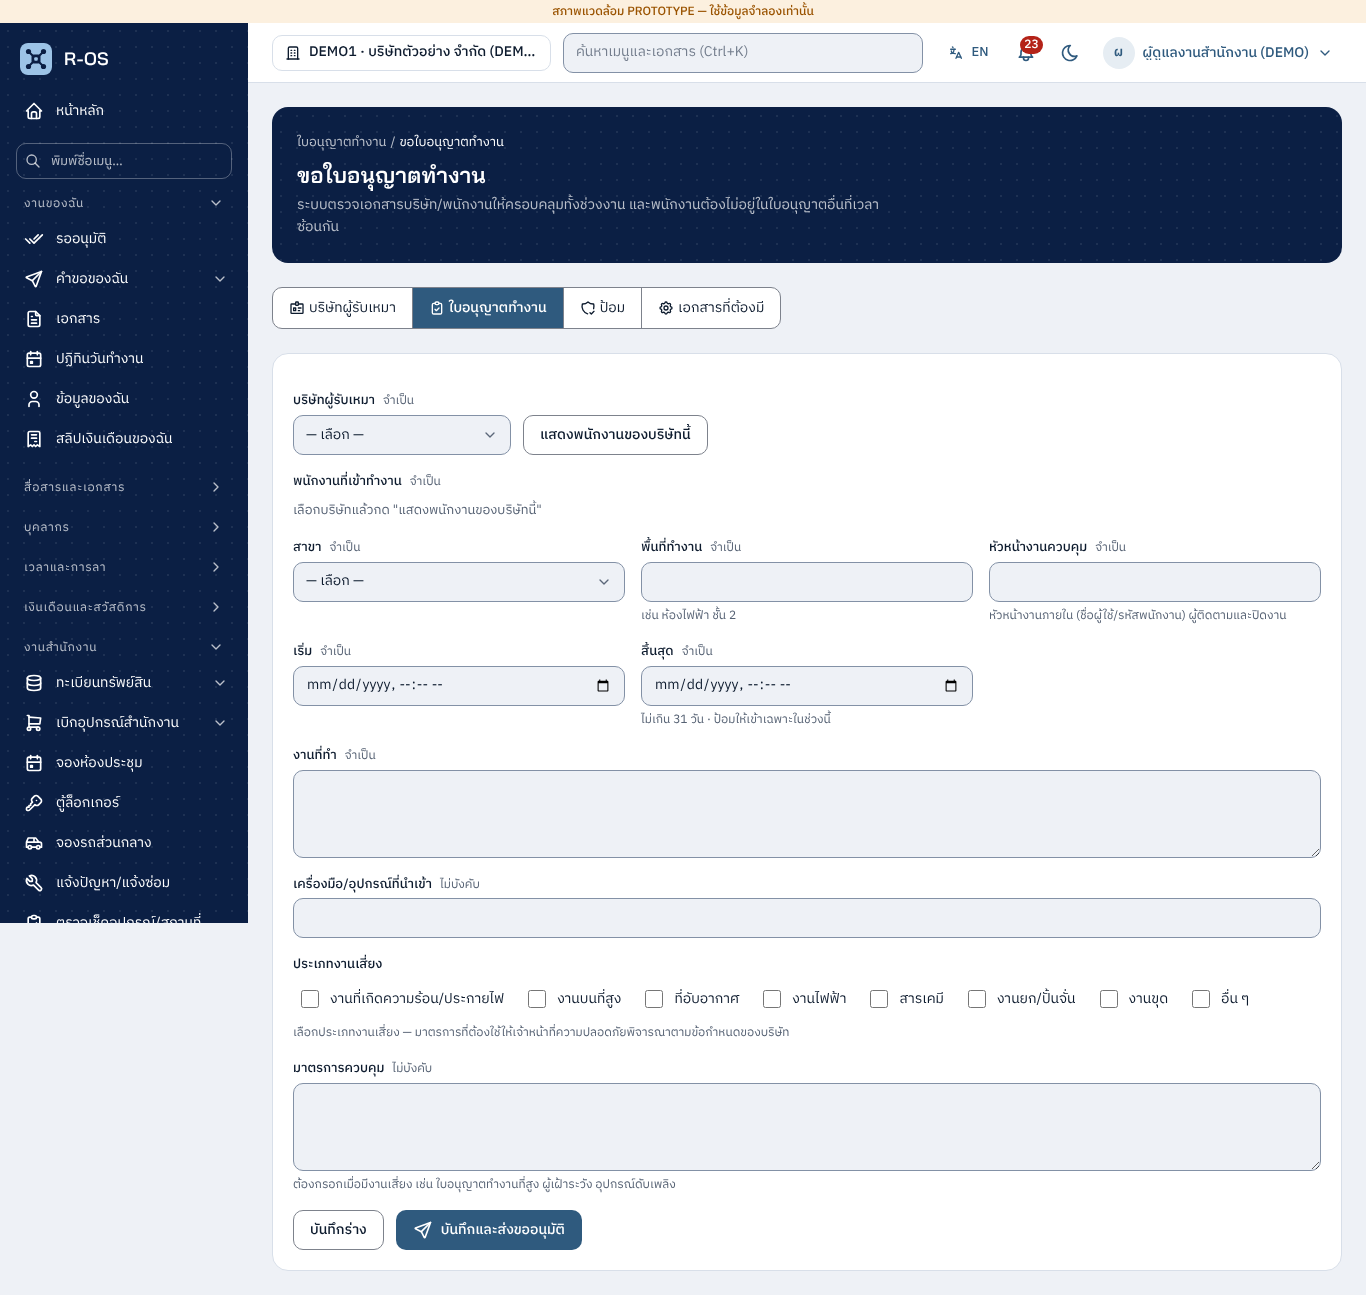 สภาพแวดล้อม PROTOTYPE — ใช้ข้อมูลจำลองเท่านั้น
R-OS
DEMO1 · บริษัทตัวอย่าง จำกัด (DEM...
ค้นหาเมนูและเอกสาร (Ctrl+K)
EN
23
ผ
ผู้ดูแลงานสำนักงาน (DEMO)
หน้าหลัก
พิมพ์ชื่อเมนู...
งานของฉัน
รออนุมัติ
คำขอของฉัน
เอกสาร
ปฏิทินวันทำงาน
ข้อมูลของฉัน
สลิปเงินเดือนของฉัน
สื่อสารและเอกสาร
บุคลากร
เวลาและการลา
เงินเดือนและสวัสดิการ
งานสำนักงาน
ทะเบียนทรัพย์สิน
เบิกอุปกรณ์สำนักงาน
จองห้องประชุม
ตู้ล็อกเกอร์
จองรถส่วนกลาง
แจ้งปัญหา/แจ้งซ่อม
ตรวจเช็คอุปกรณ์/สถานที่
ใบอนุญาตทำงาน / ขอใบอนุญาตทำงาน
ขอใบอนุญาตทำงาน
ระบบตรวจเอกสารบริษัท/พนักงานให้ครอบคลุมทั้งช่วงงาน และพนักงานต้องไม่อยู่ในใบอนุญาตอื่นที่เวลา
ซ้อนกัน
บริษัทผู้รับเหมา
ใบอนุญาตทำงาน
ป้อม
เอกสารที่ต้องมี
บริษัทผู้รับเหมา จำเป็น
— เลือก —
แสดงพนักงานของบริษัทนี้
พนักงานที่เข้าทำงาน จำเป็น
เลือกบริษัทแล้วกด "แสดงพนักงานของบริษัทนี้"
สาขา จำเป็น
พื้นที่ทำงาน จำเป็น
หัวหน้างานควบคุม จำเป็น
— เลือก —
เช่น ห้องไฟฟ้า ชั้น 2
หัวหน้างานภายใน (ชื่อผู้ใช้/รหัสพนักงาน) ผู้ติดตามและปิดงาน
เริ่ม จำเป็น
สิ้นสุด จำเป็น
mm/dd/yyyy, --:-- --
mm/dd/yyyy, --:-- --
ไม่เกิน 31 วัน · ป้อมให้เข้าเฉพาะในช่วงนี้
งานที่ทำ จำเป็น
เครื่องมือ/อุปกรณ์ที่นำเข้า ไม่บังคับ
ประเภทงานเสี่ยง
งานที่เกิดความร้อน/ประกายไฟ
งานบนที่สูง
ที่อับอากาศ
งานไฟฟ้า
สารเคมี
งานยก/ปั้นจั่น
งานขุด
อื่น ๆ
เลือกประเภทงานเสี่ยง — มาตรการที่ต้องใช้ให้เจ้าหน้าที่ความปลอดภัยพิจารณาตามข้อกำหนดของบริษัท
มาตรการควบคุม ไม่บังคับ
ต้องกรอกเมื่อมีงานเสี่ยง เช่น ใบอนุญาตทำงานที่สูง ผู้เฝ้าระวัง อุปกรณ์ดับเพลิง
บันทึกร่าง
บันทึกและส่งขออนุมัติ